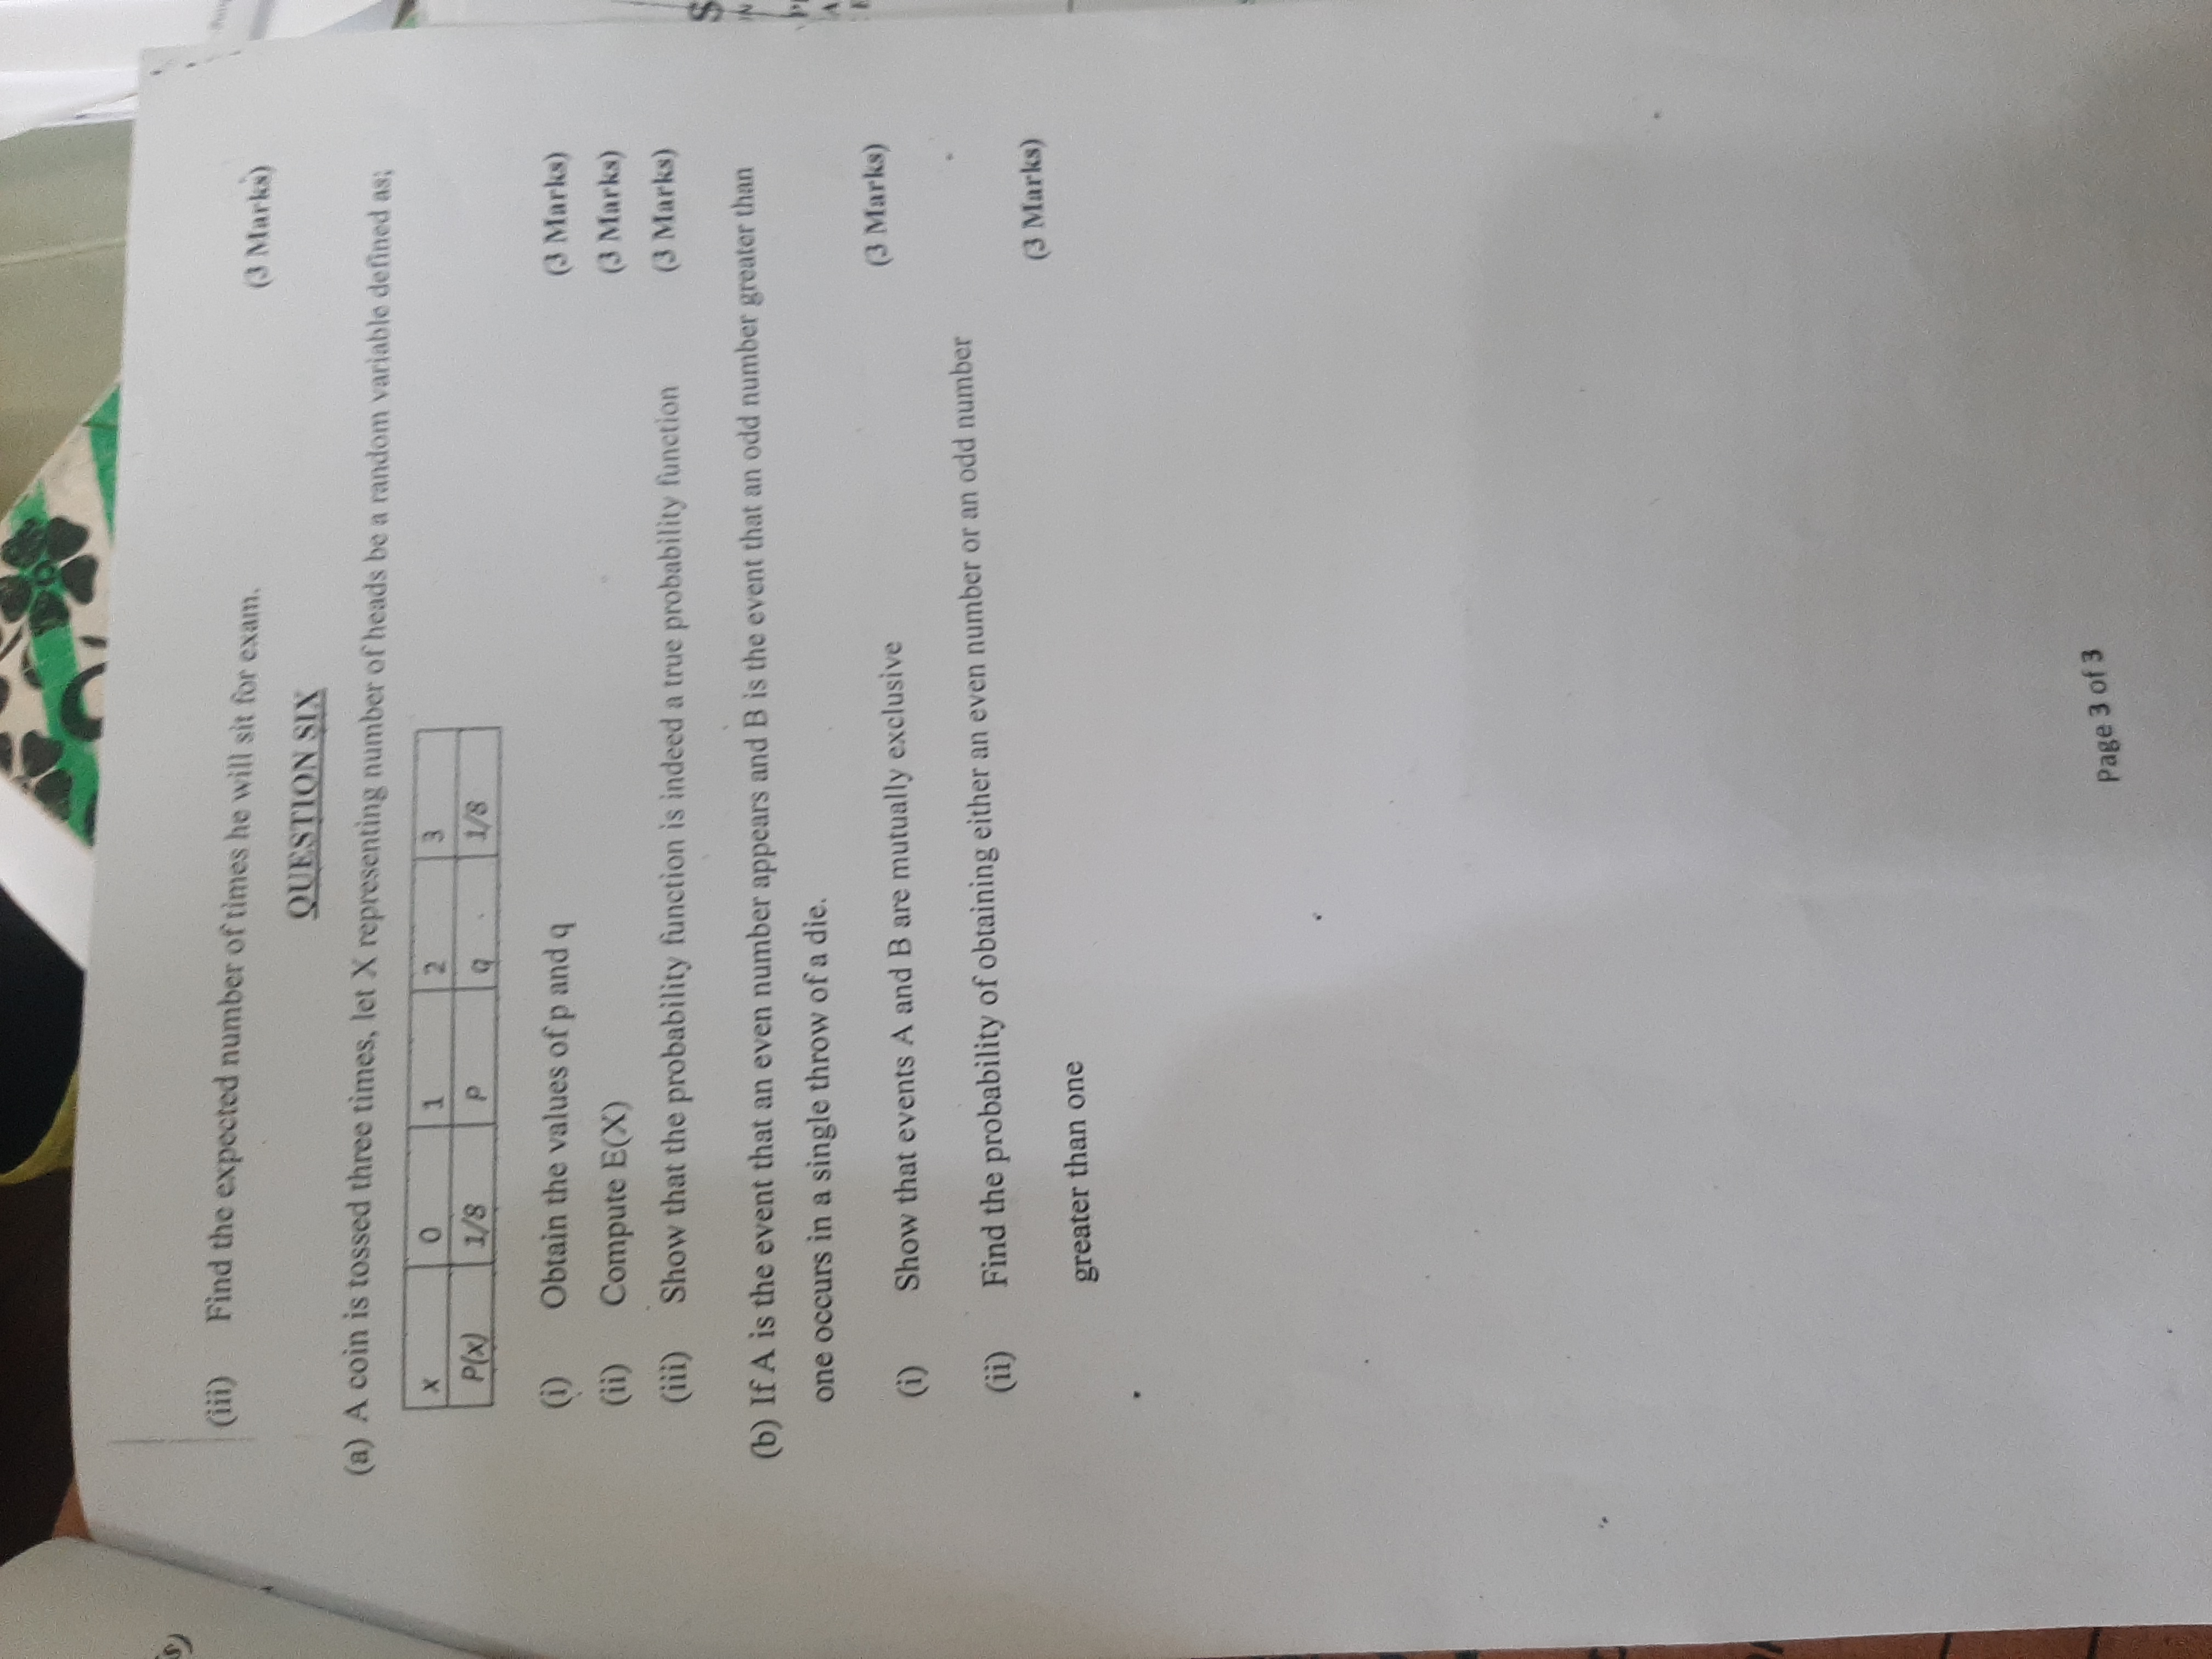 (iii) Find the expected number of times he will sit for exam.
(3 Marks)
QUESTION SIX
(a) A coin is tossed three times, let X representing number of heads be a random variable defined as;
x 0 1 2 3
P(x) 1/8 p q 1/8
(i) Obtain the values of p and q (3 Marks)
(ii) Compute E(X) (3 Marks)
(iii) Show that the probability function is indeed a true probability function (3 Marks)
(b) If A is the event that an even number appears and B is the event that an odd number greater than
one occurs in a single throw of a die.
(i) Show that events A and B are mutually exclusive (3 Marks)
(ii) Find the probability of obtaining either an even number or an odd number
(3 Marks)
greater than one
Page 3 of 3